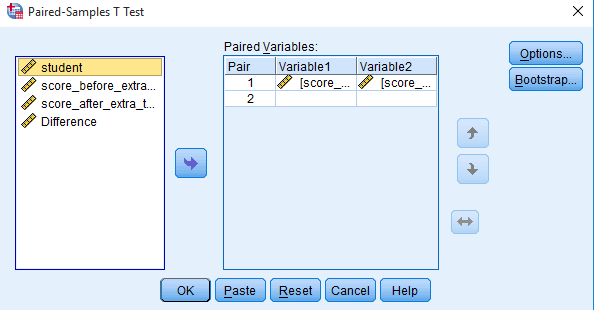 Paired-Samples T Test
student
score_before_extra...
score_after_extra_t...
Difference
Paired Variables:
Pair Variable1 Variable2
1 [score_... [score_...
2
Options...
Bootstrap...
OK Paste Reset Cancel Help